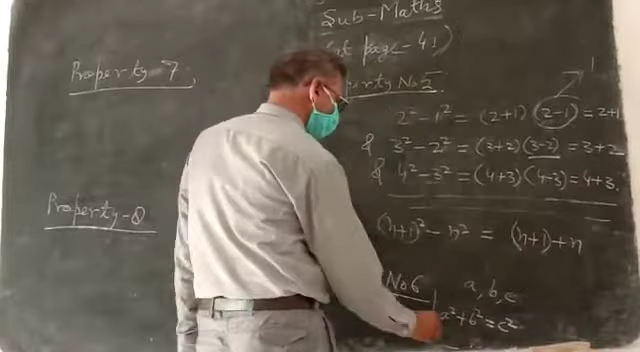 Property-7,
Property-8
Sub-Maths
page-41)
No 5
2²-1² = (2+1) (2-1) = 2+1
1
& 3²-2² = (3+2)(3-2) = 3+2
& 4²-3² = (4+3)(4-3) = 4+3.
(n+1)² - n² = (n+1)+n
No 6
a, b, c
a²+b²=c²